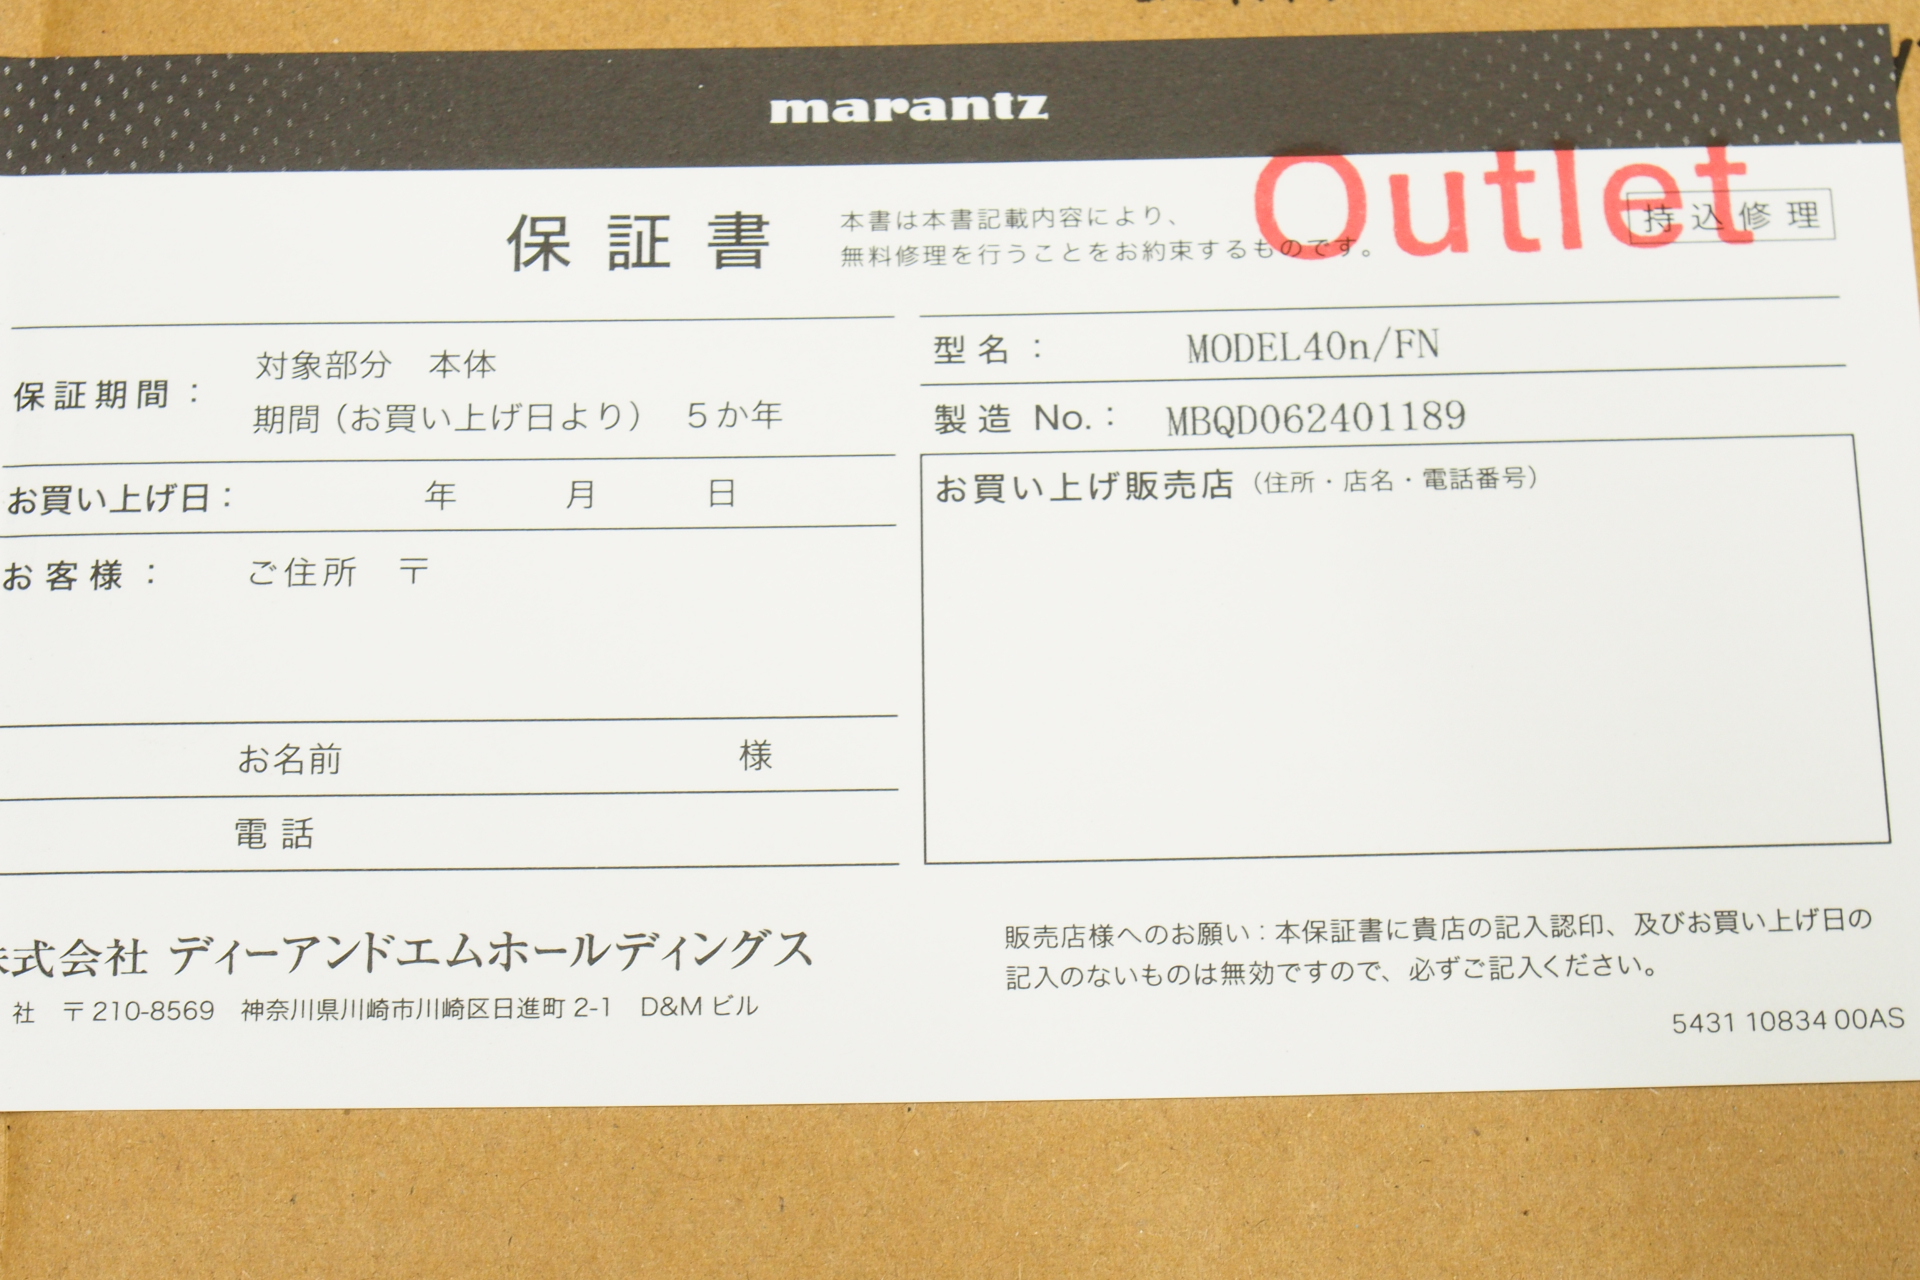 marantz
Outlet
保証書
本書は本書記載内容により、
無料修理を行うことをお約束するものです。
持込修理
保証期間：
対象部分　本体
期間（お買い上げ日より）　5か年
お買い上げ日：　年　月　日
お客様：　ご住所　〒
お名前　様
電話
型名：　MODEL40n/FN
製造 No.：　MBQD062401189
お買い上げ販売店（住所・店名・電話番号）
株式会社 ディーアンドエムホールディングス
社　〒210-8569　神奈川県川崎市川崎区日進町 2-1　D&M ビル
販売店様へのお願い：本保証書に貴店の記入認印、及びお買い上げ日の
記入のないものは無効ですので、必ずご記入ください。
5431 10834 00AS